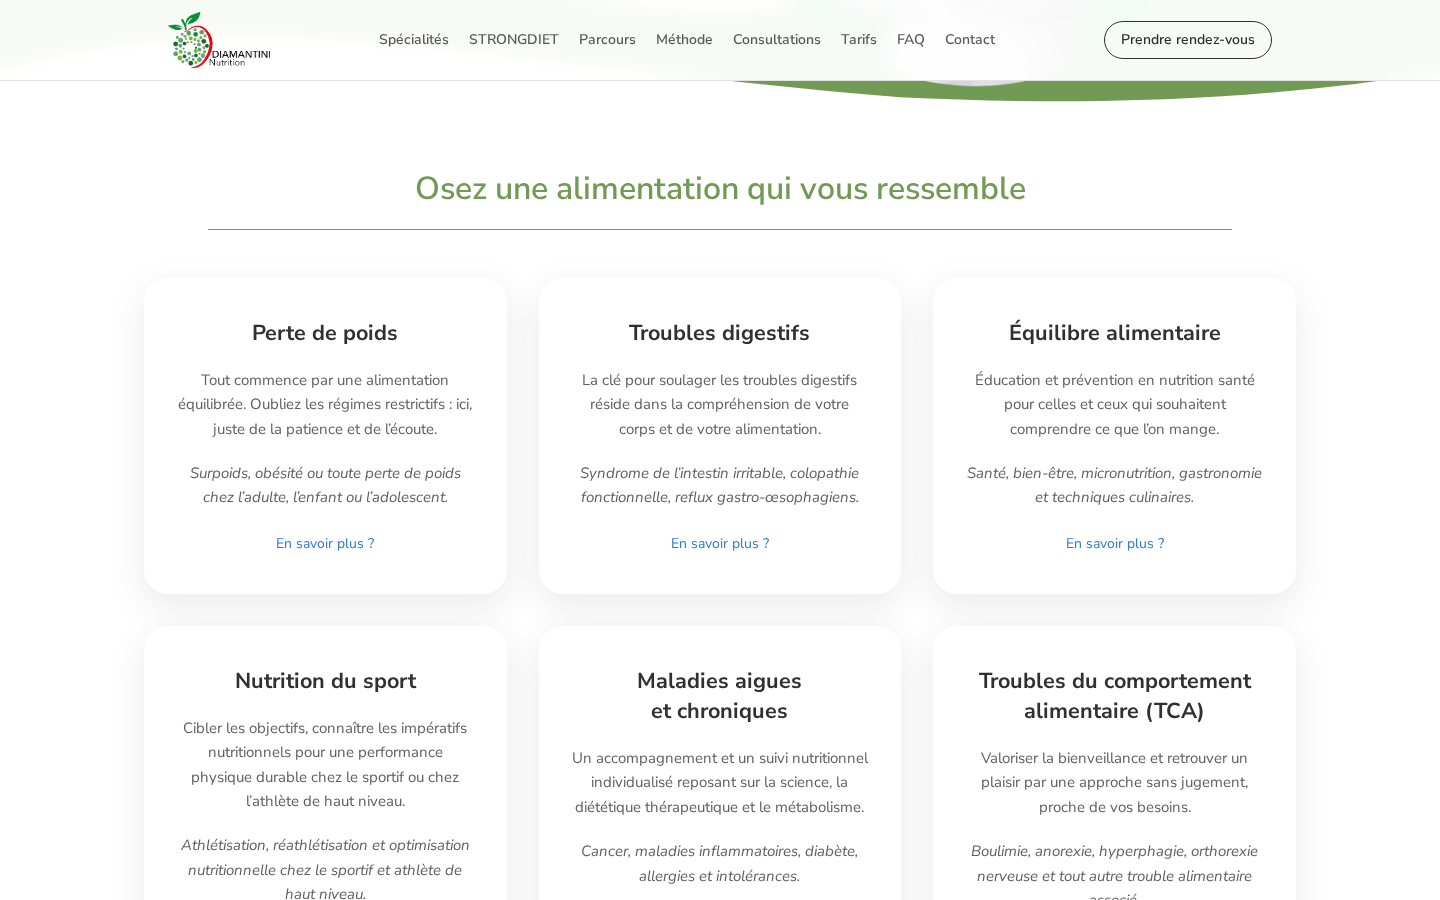 DIAMANTINI
Nutrition
Spécialités
STRONGDIET
Parcours
Méthode
Consultations
Tarifs
FAQ
Contact
Prendre rendez-vous
Osez une alimentation qui vous ressemble
Perte de poids
Tout commence par une alimentation
équilibrée. Oubliez les régimes restrictifs : ici,
juste de la patience et de l’écoute.
Surpoids, obésité ou toute perte de poids
chez l’adulte, l’enfant ou l’adolescent.
En savoir plus ?
Troubles digestifs
La clé pour soulager les troubles digestifs
réside dans la compréhension de votre
corps et de votre alimentation.
Syndrome de l’intestin irritable, colopathie
fonctionnelle, reflux gastro-œsophagiens.
En savoir plus ?
Équilibre alimentaire
Éducation et prévention en nutrition santé
pour celles et ceux qui souhaitent
comprendre ce que l’on mange.
Santé, bien-être, micronutrition, gastronomie
et techniques culinaires.
En savoir plus ?
Nutrition du sport
Cibler les objectifs, connaître les impératifs
nutritionnels pour une performance
physique durable chez le sportif ou chez
l’athlète de haut niveau.
Athlétisation, réathlétisation et optimisation
nutritionnelle chez le sportif et athlète de
haut niveau.
Maladies aigues
et chroniques
Un accompagnement et un suivi nutritionnel
individualisé reposant sur la science, la
diététique thérapeutique et le métabolisme.
Cancer, maladies inflammatoires, diabète,
allergies et intolérances.
Troubles du comportement
alimentaire (TCA)
Valoriser la bienveillance et retrouver un
plaisir par une approche sans jugement,
proche de vos besoins.
Boulimie, anorexie, hyperphagie, orthorexie
nerveuse et tout autre trouble alimentaire
associé.